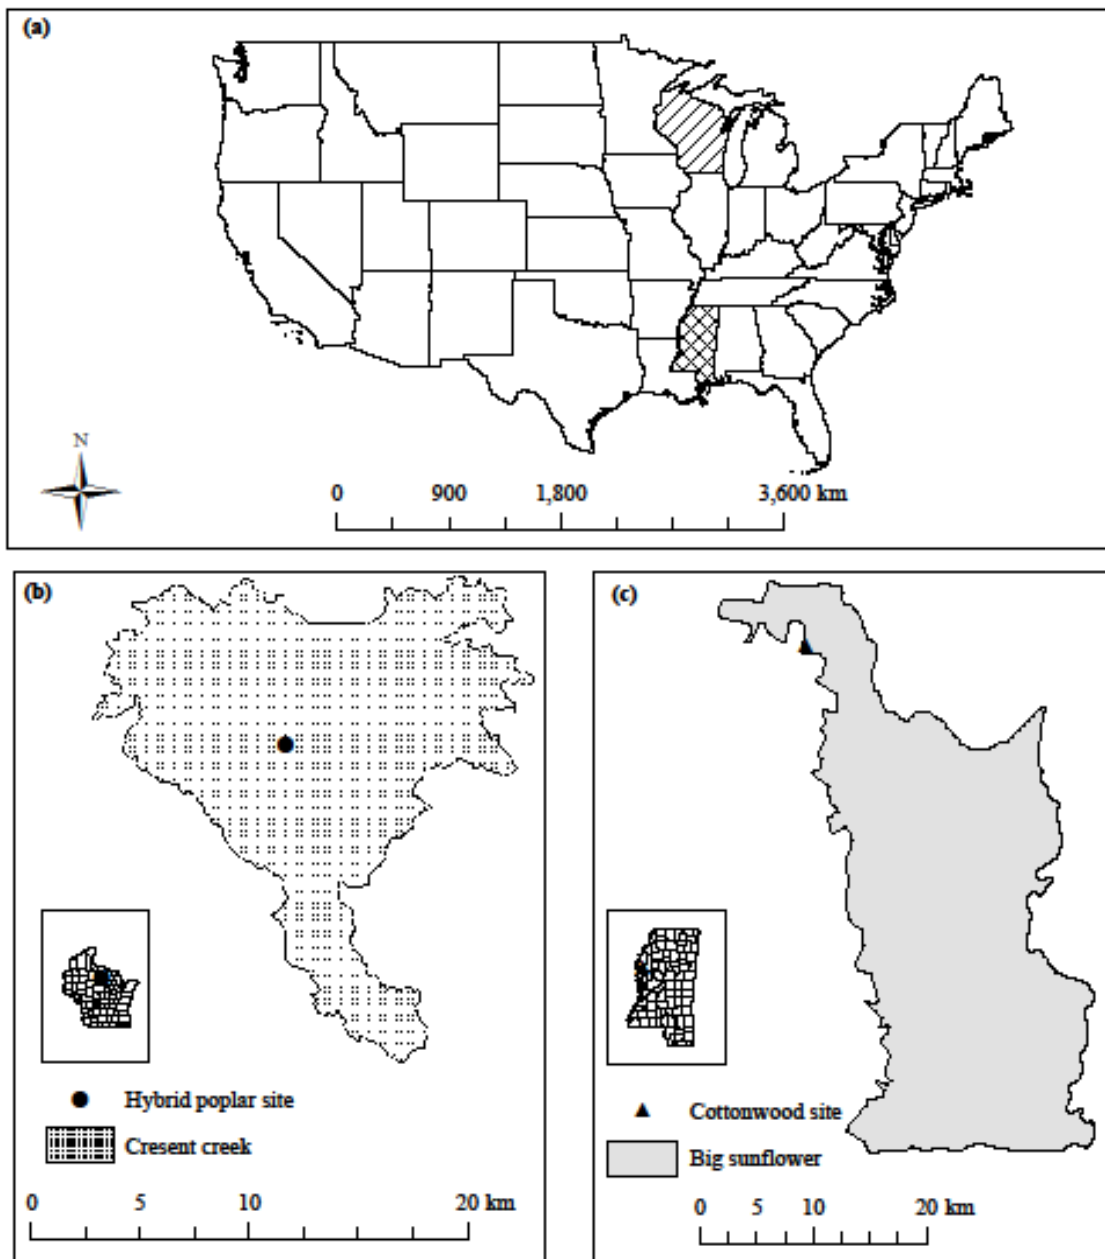 (a)
N
0 900 1,800 3,600 km
(b)
Hybrid poplar site
Cresent creek
0 5 10 20 km
(c)
Cottonwood site
Big sunflower
0 5 10 20 km